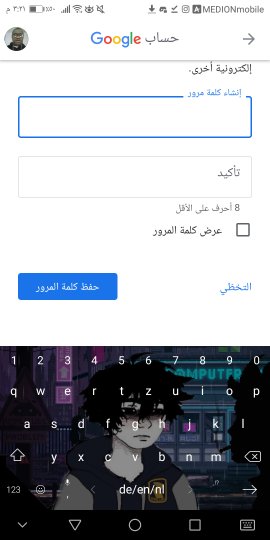 ٣:٢١ م ٪٥٠ MEDIONmobile
حساب Google
إلكترونية أخرى.
إنشاء كلمة مرور
تأكيد
8 أحرف على الأقل
عرض كلمة المرور
حفظ كلمة المرور
التخطّي
1 2 3 4 5 6 7 8 9 0
q w e r t z u i o p
a s d f g h j k l
y x c v b n m
123 , de/en/nl .!?